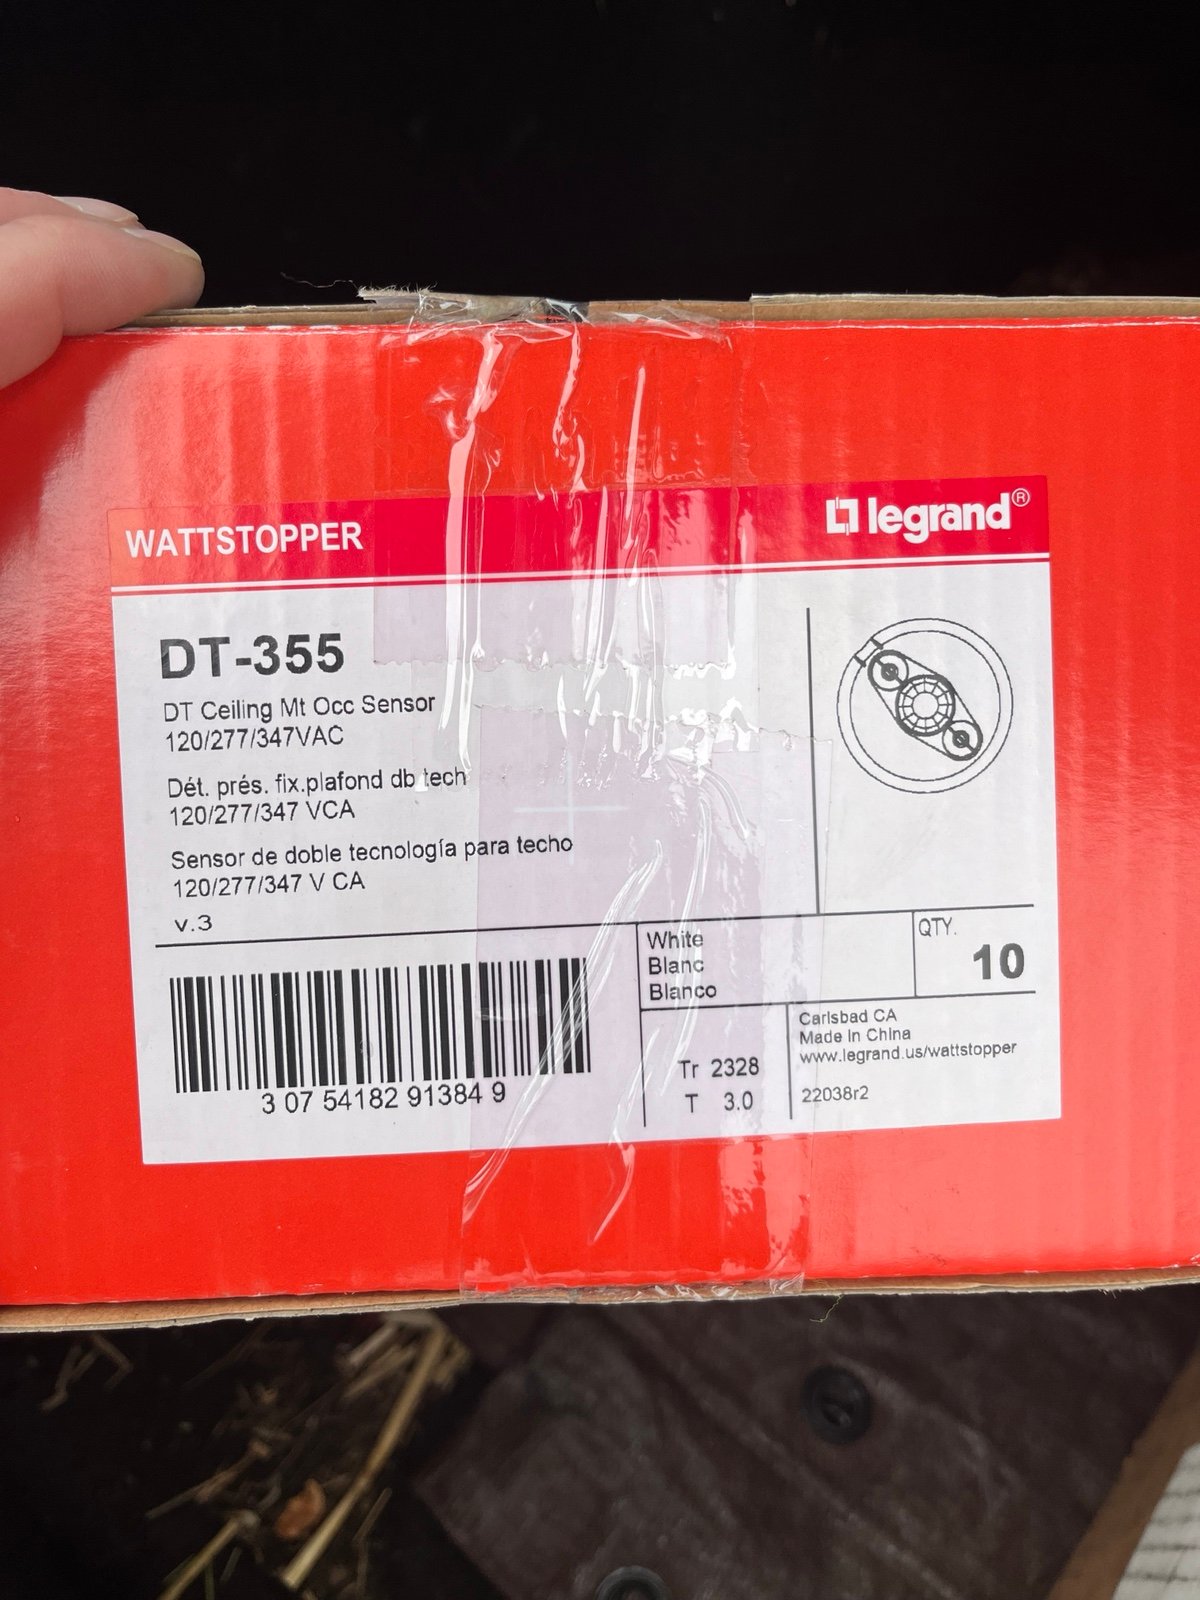 WATTSTOPPER
legrand®
DT-355
DT Ceiling Mt Occ Sensor
120/277/347VAC
Dét. prés. fix.plafond db tech
120/277/347 VCA
Sensor de doble tecnología para techo
120/277/347 V CA
v.3
3 07 54182 91384 9
White
Blanc
Blanco
QTY.
10
Tr 2328
T 3.0
Carlsbad CA
Made In China
www.legrand.us/wattstopper
22038r2